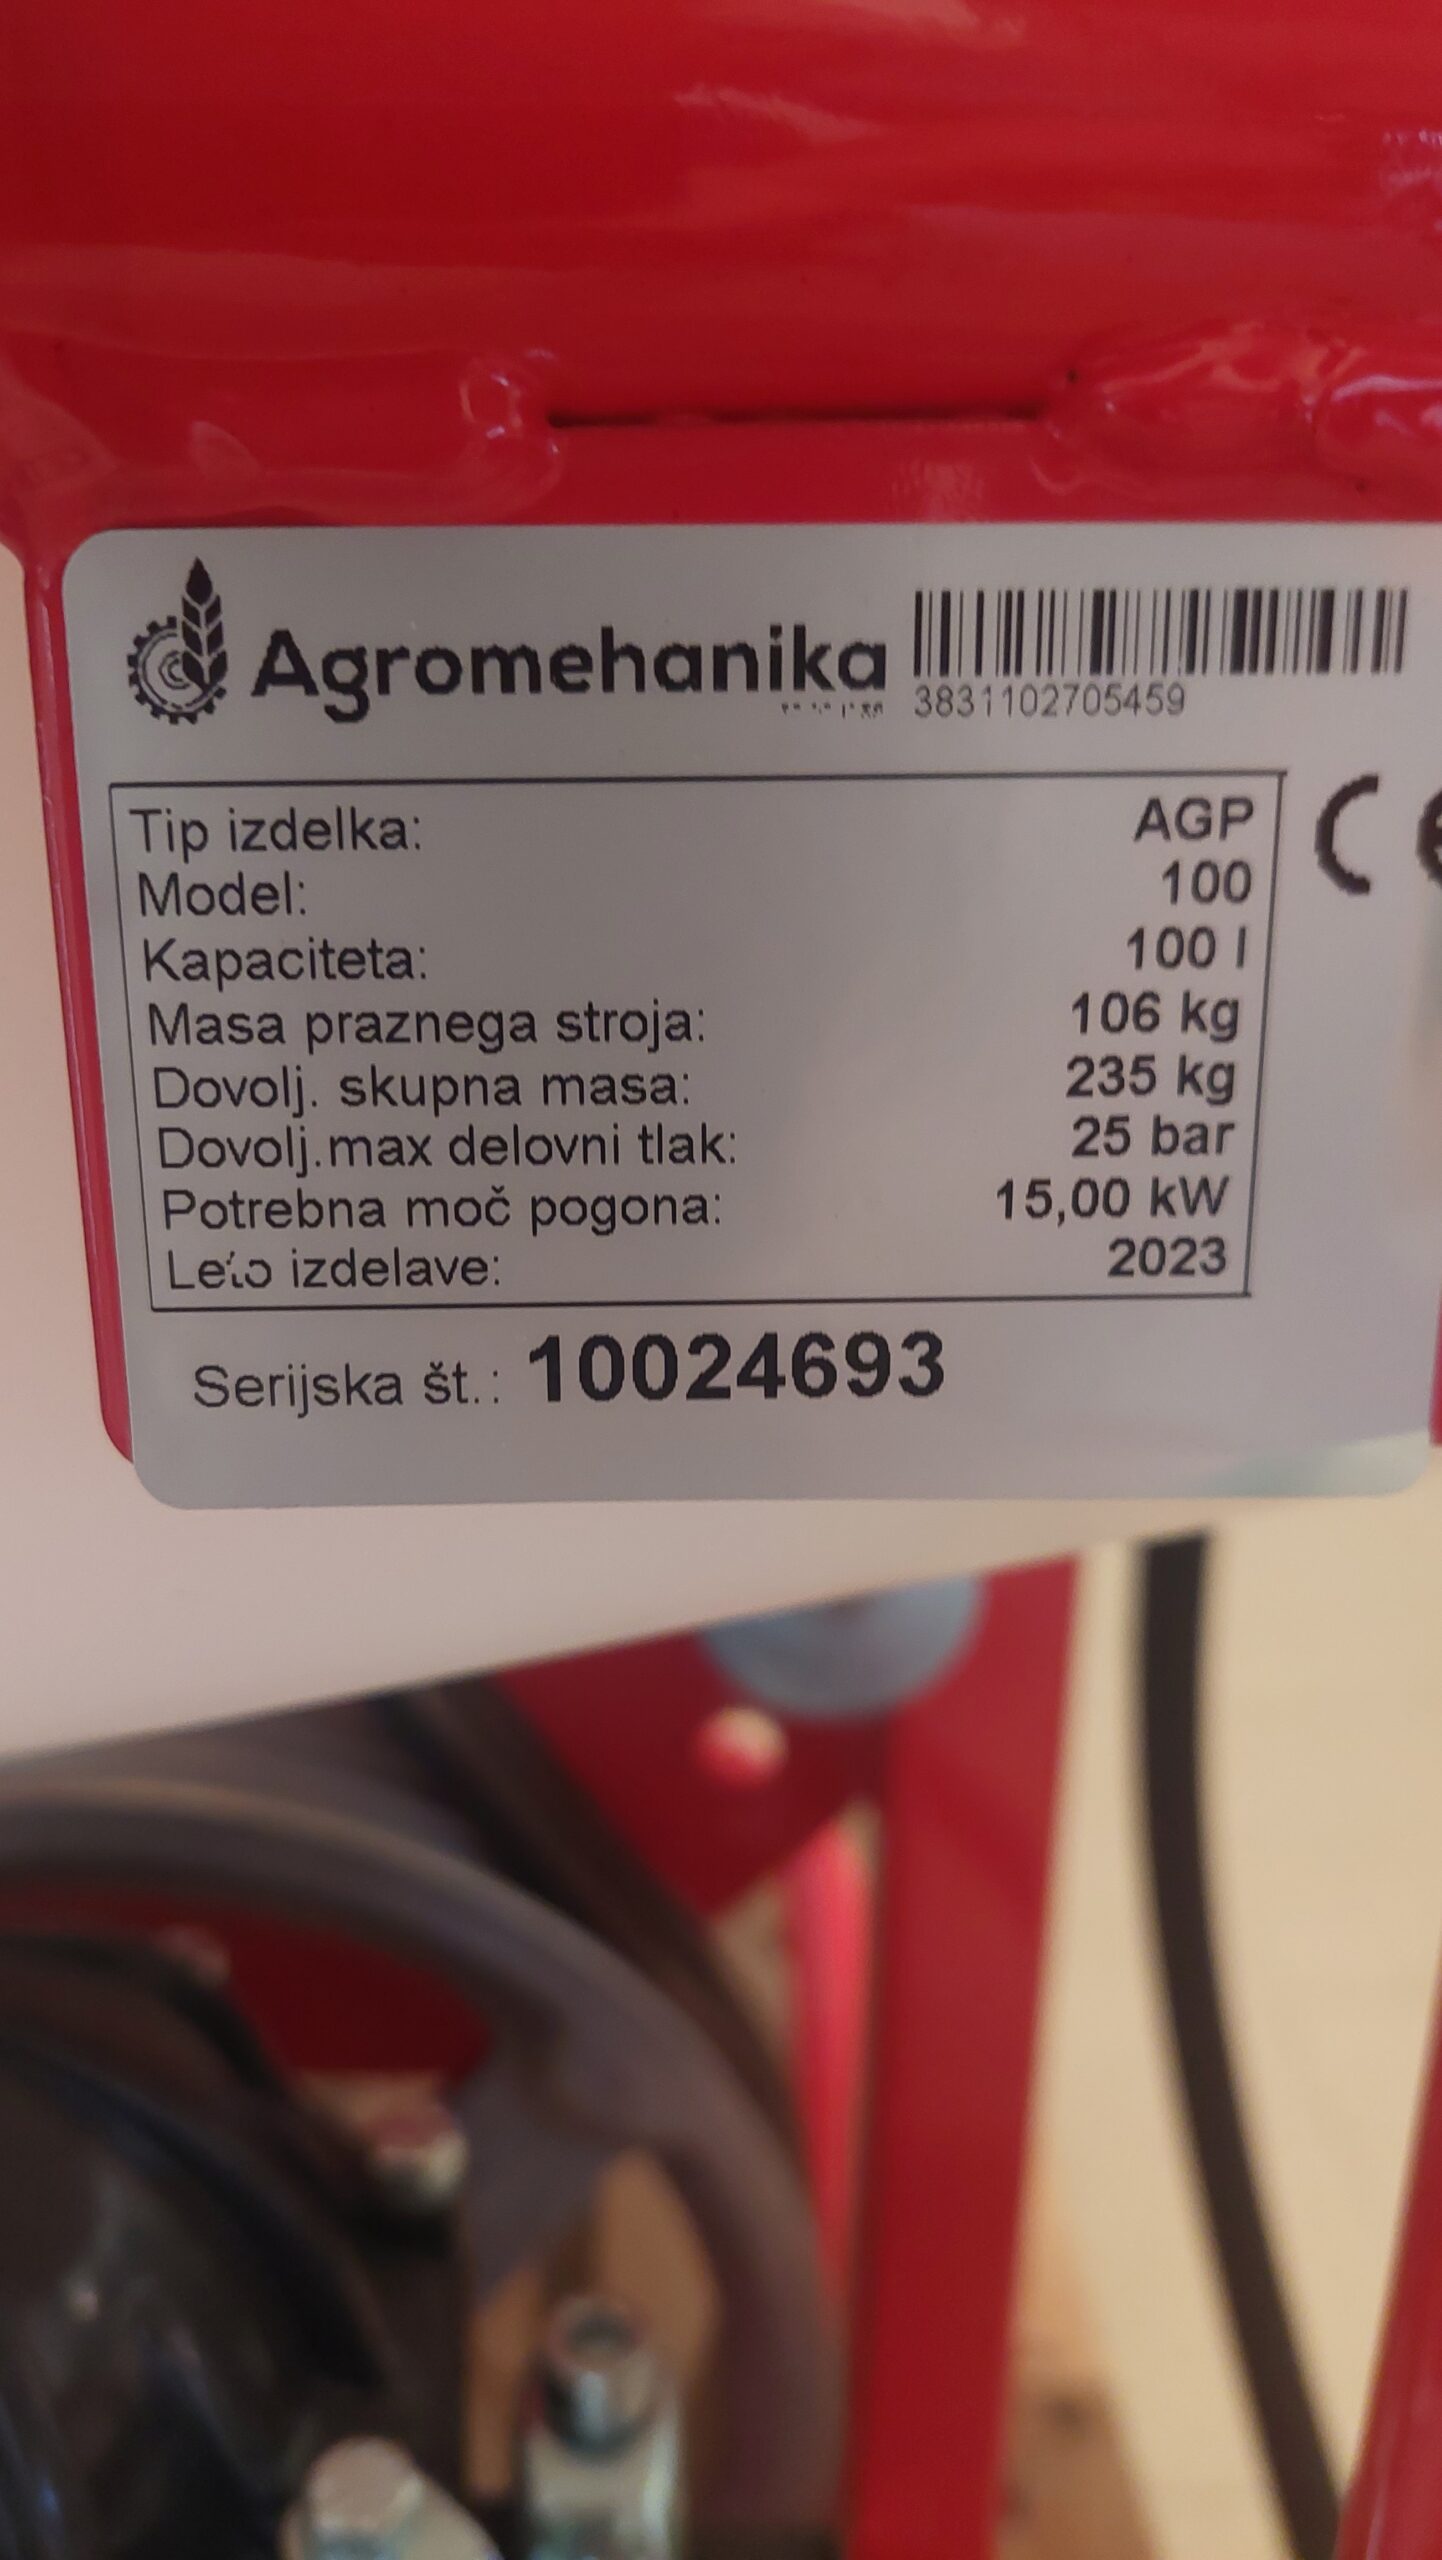 Agromehanika
3831102705459
Tip izdelka: AGP
Model: 100
Kapaciteta: 100 l
Masa praznega stroja: 106 kg
Dovolj. skupna masa: 235 kg
Dovolj.max delovni tlak: 25 bar
Potrebna moč pogona: 15,00 kW
Leto izdelave: 2023
Serijska št.: 10024693
CE